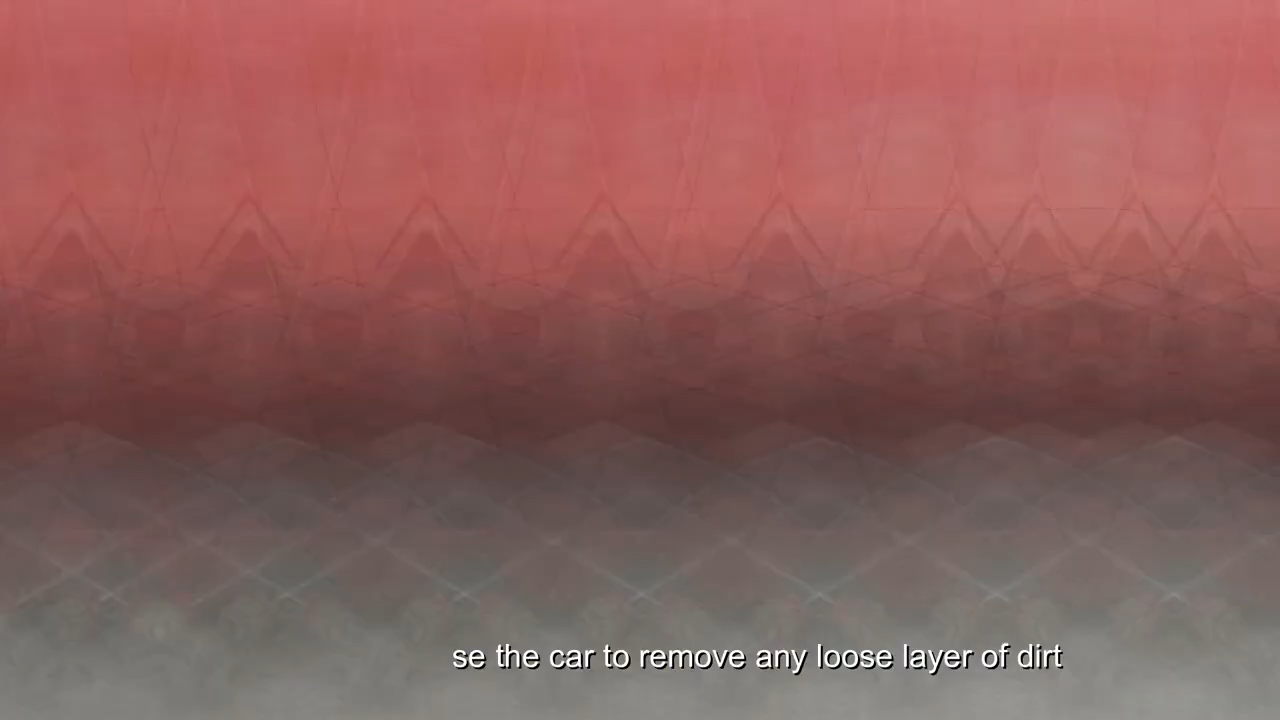 se the car to remove any loose layer of dirt